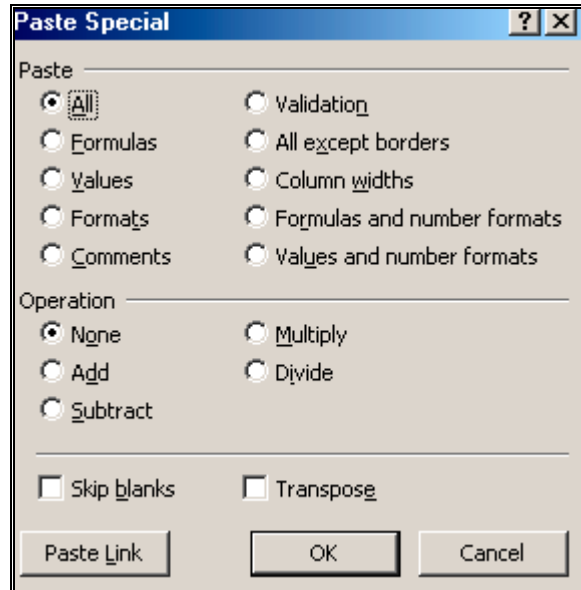 Paste Special
Paste
All
Validation
Formulas
All except borders
Values
Column widths
Formats
Formulas and number formats
Comments
Values and number formats
Operation
None
Multiply
Add
Divide
Subtract
Skip blanks
Transpose
Paste Link
OK
Cancel